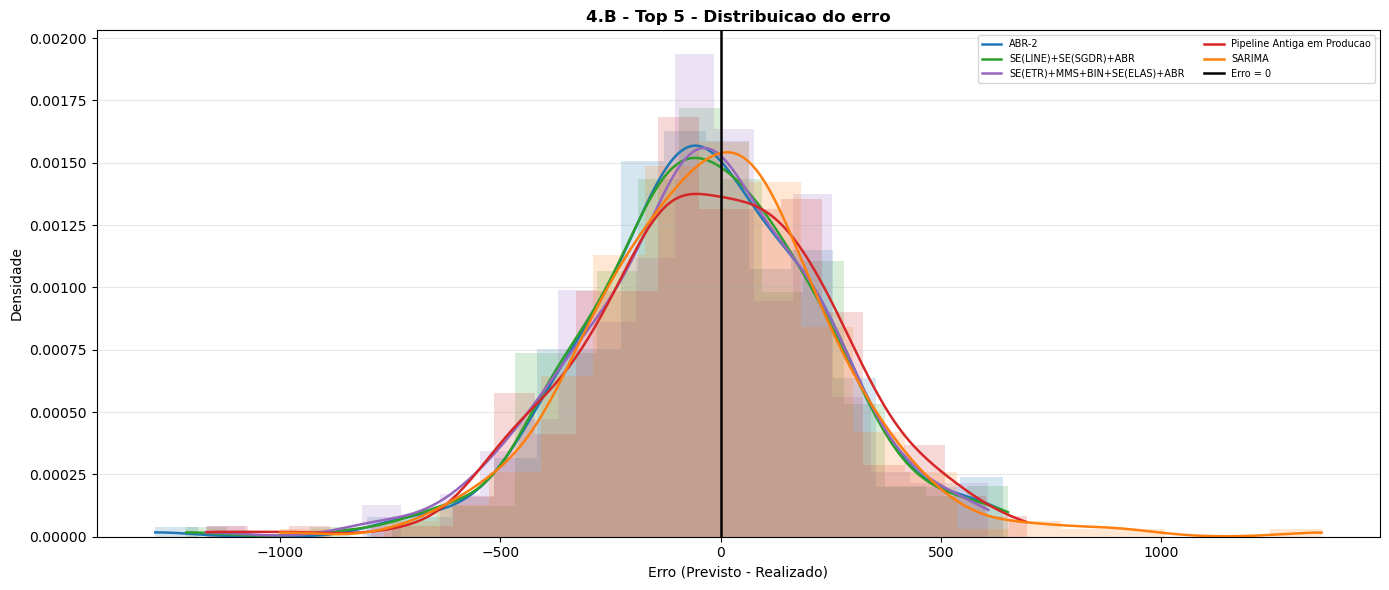 4.B - Top 5 - Distribuicao do erro
ABR-2
SE(LINE)+SE(SGDR)+ABR
SE(ETR)+MMS+BIN+SE(ELAS)+ABR
Pipeline Antiga em Producao
SARIMA
Erro = 0
Densidade
0.00200
0.00175
0.00150
0.00125
0.00100
0.00075
0.00050
0.00025
0.00000
−1000
−500
0
500
1000
Erro (Previsto - Realizado)